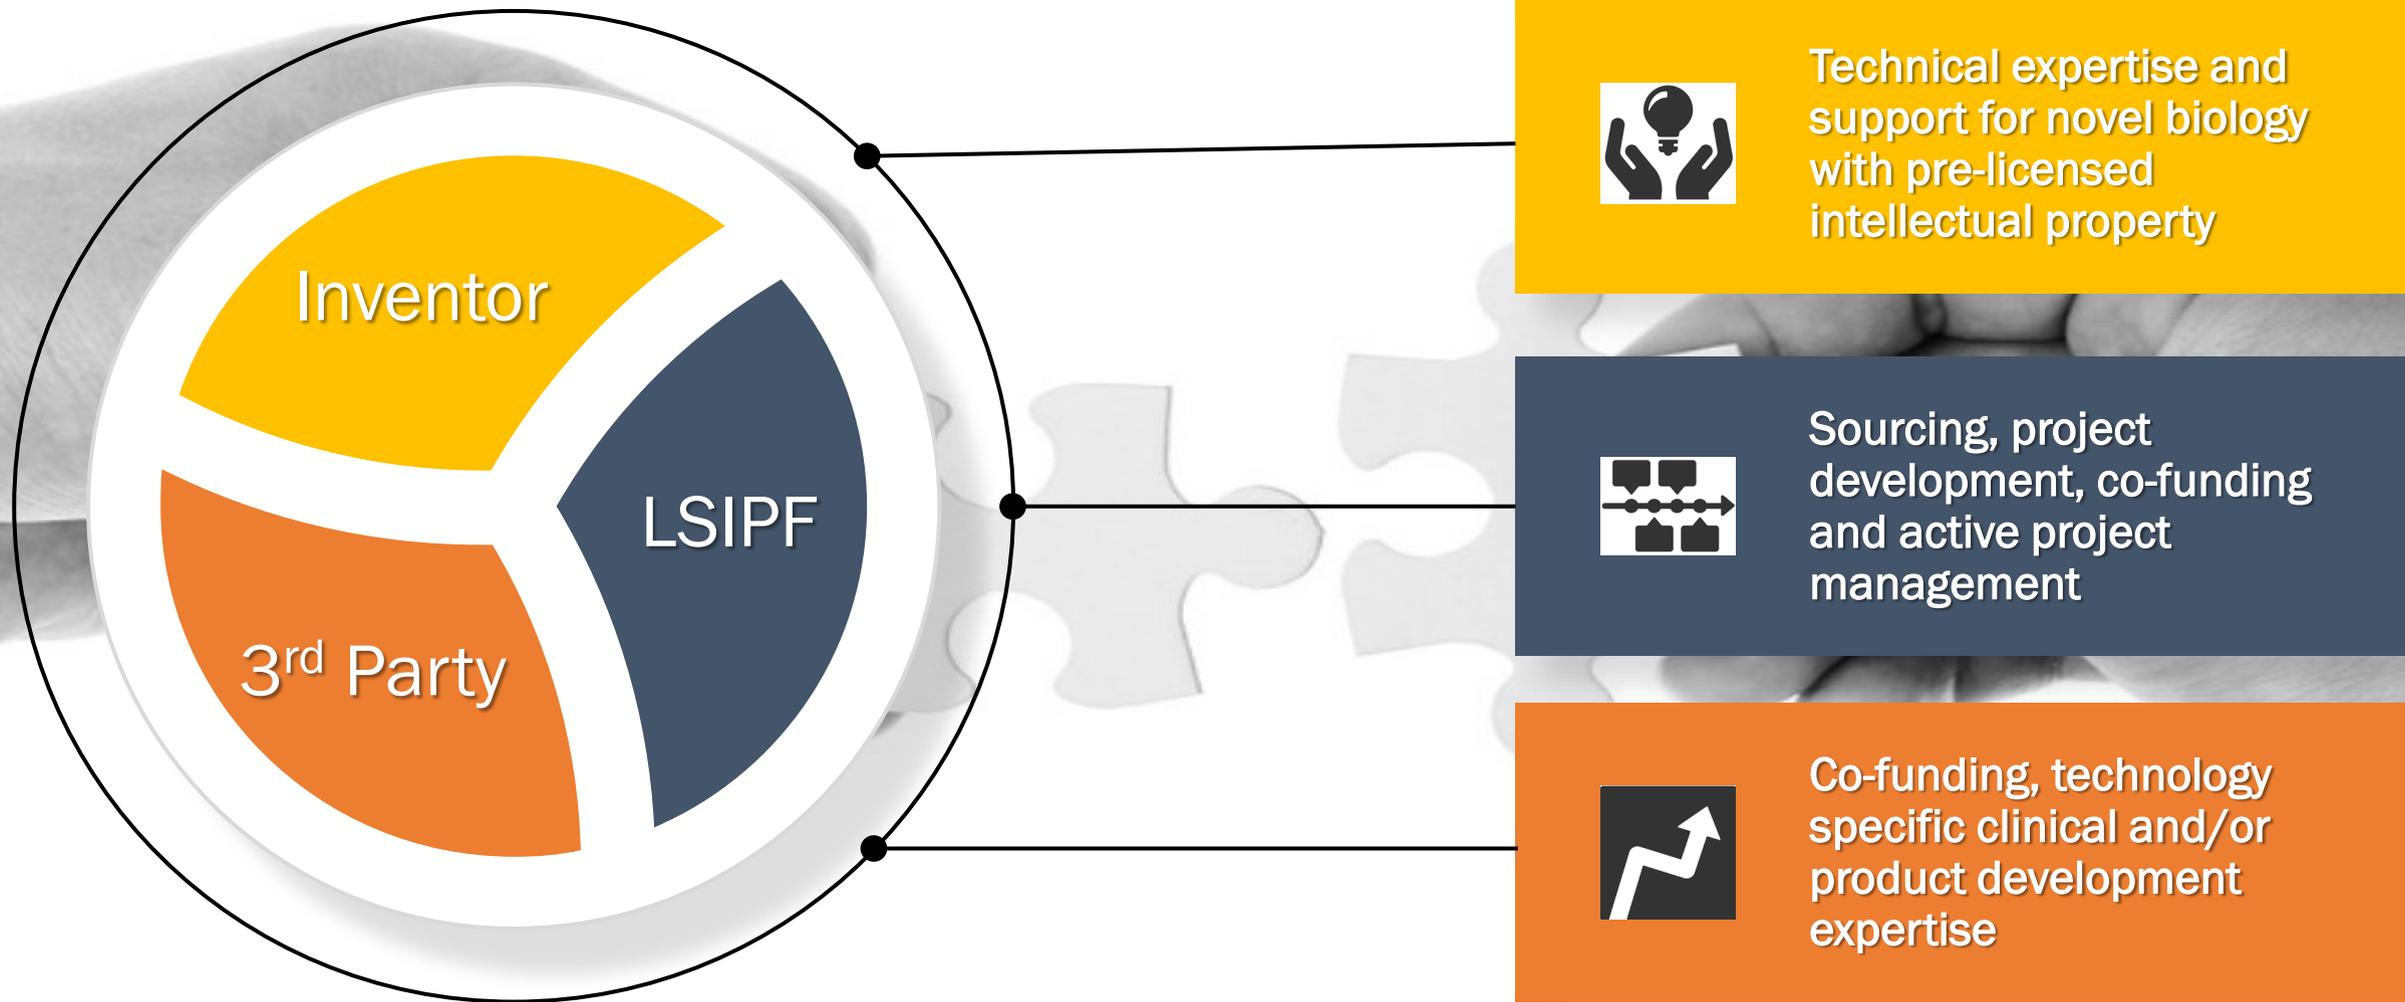 Inventor
LSIPF
3rd Party
Technical expertise and
support for novel biology
with pre-licensed
intellectual property
Sourcing, project
development, co-funding
and active project
management
Co-funding, technology
specific clinical and/or
product development
expertise